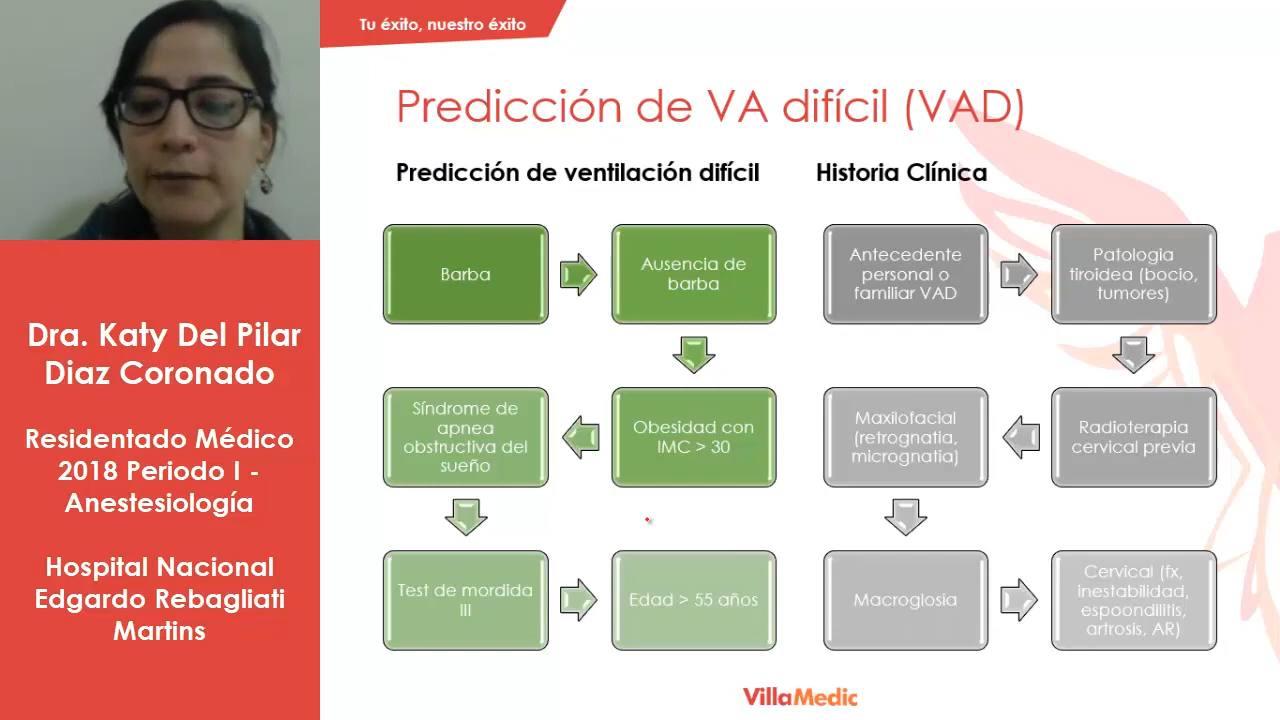 Tu éxito, nuestro éxito
Predicción de VA difícil (VAD)
Predicción de ventilación difícil
Historia Clínica
Barba
Ausencia de
barba
Obesidad con
IMC > 30
Síndrome de
apnea
obstructiva del
sueño
Test de mordida
III
Edad > 55 años
Antecedente
personal o
familiar VAD
Patologia
tiroidea (bocio,
tumores)
Radioterapia
cervical previa
Maxilofacial
(retrognatia,
micrognatia)
Macroglosia
Cervical (fx,
inestabilidad,
espoondilitis,
artrosis, AR)
Dra. Katy Del Pilar
Diaz Coronado
Residentado Médico
2018 Periodo I -
Anestesiología
Hospital Nacional
Edgardo Rebagliati
Martins
VillaMedic